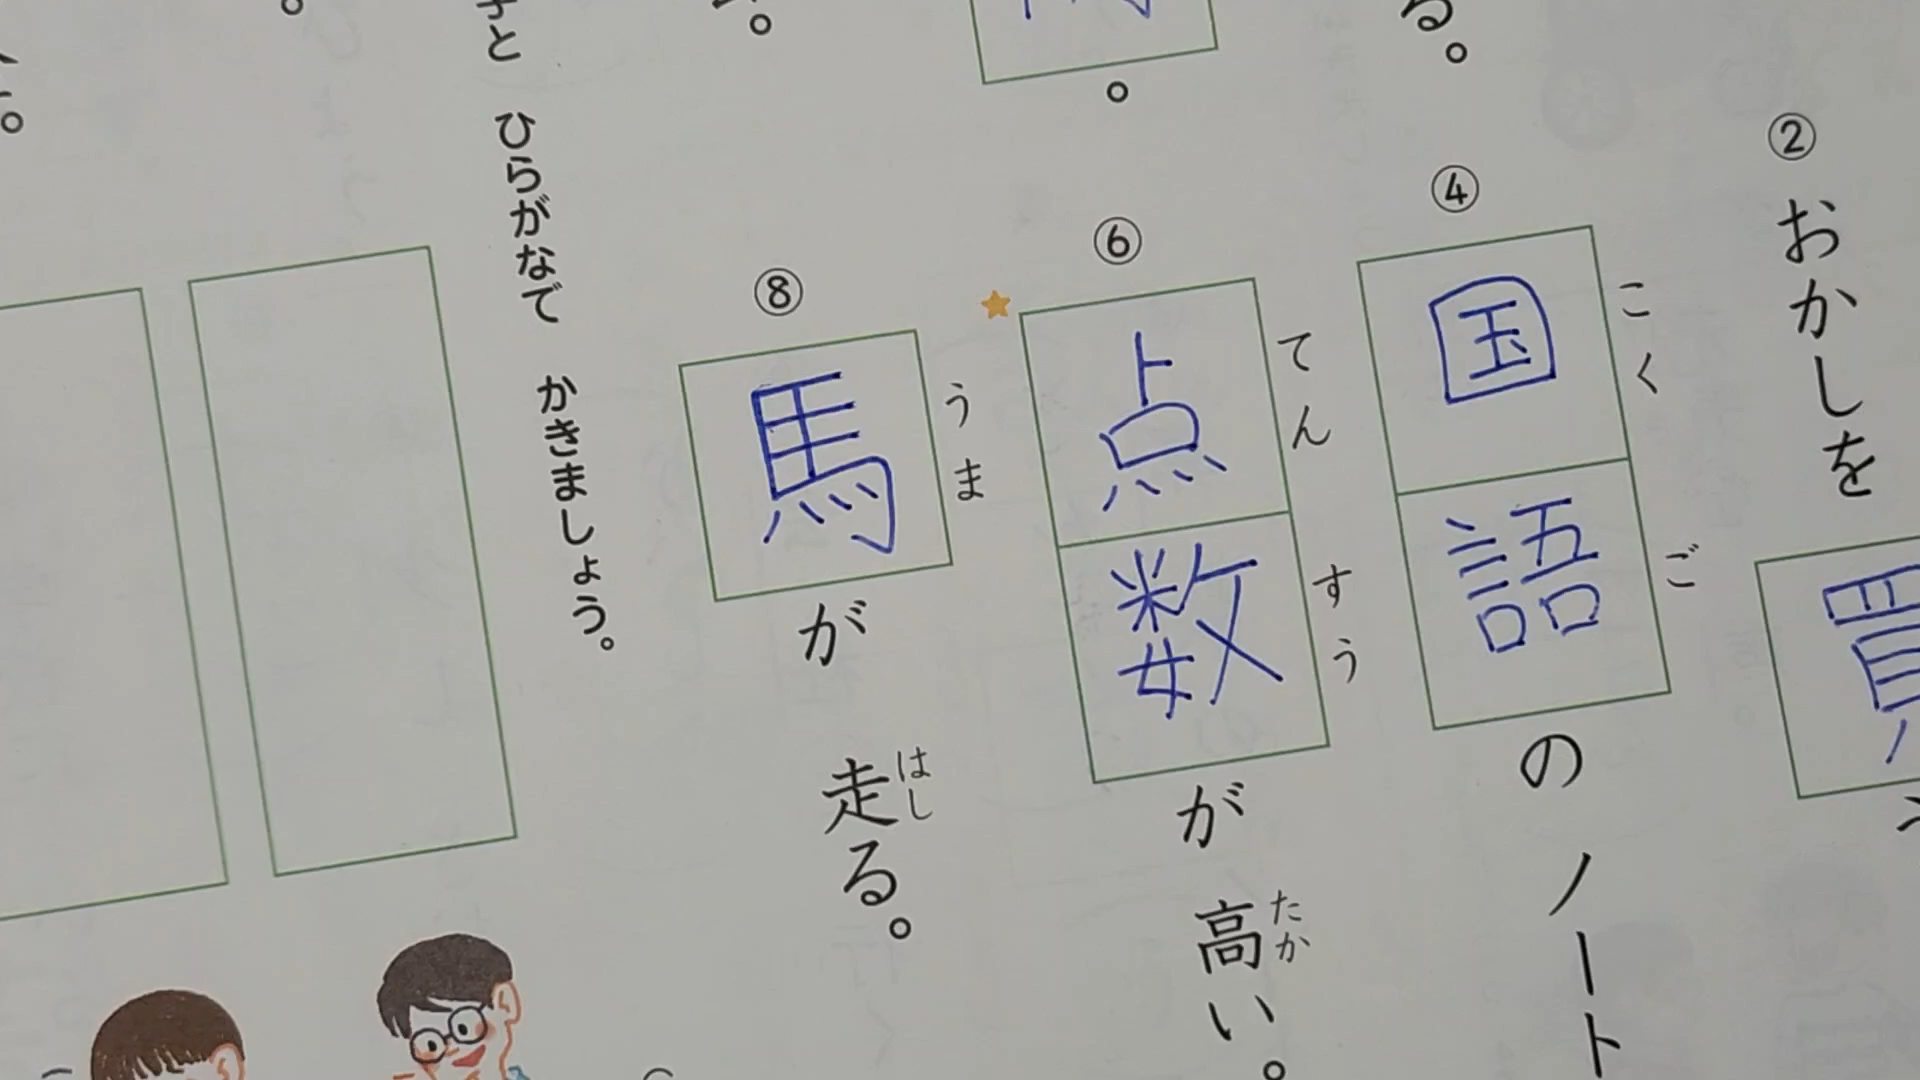 る。
② おかしを買
④ 国語のノート
こく ご
。
⑥ 点数が高い。
てん すう たか
。
⑧ 馬が走る。
うま はし
と ひらがなで かきましょう。